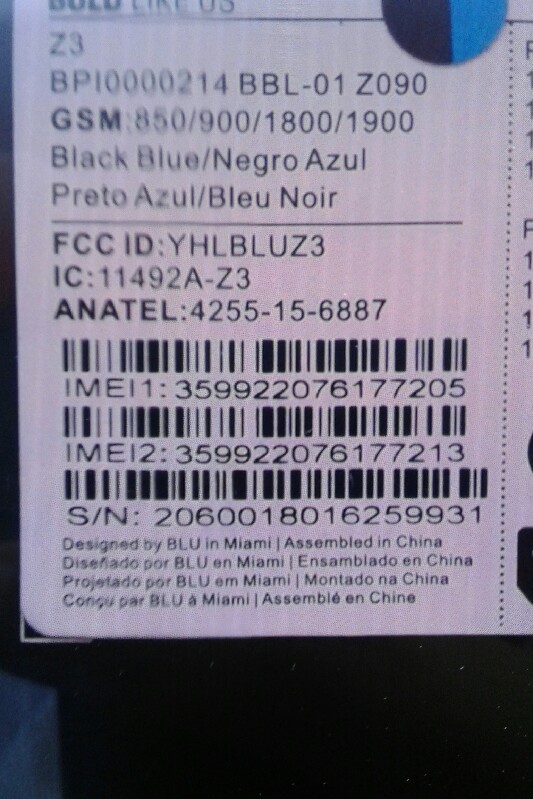 BOLD LIKE US
Z3
BPI0000214 BBL-01 Z090
GSM:850/900/1800/1900
Black Blue/Negro Azul
Preto Azul/Bleu Noir
FCC ID:YHLBLUZ3
IC:11492A-Z3
ANATEL:4255-15-6887
IMEI1: 359922076177205
IMEI2: 359922076177213
S/N: 2060018016259931
Designed by BLU in Miami | Assembled in China
Diseñado por BLU en Miami | Ensamblado en China
Projetado por BLU em Miami | Montado na China
Conçu par BLU à Miami | Assemblé en Chine